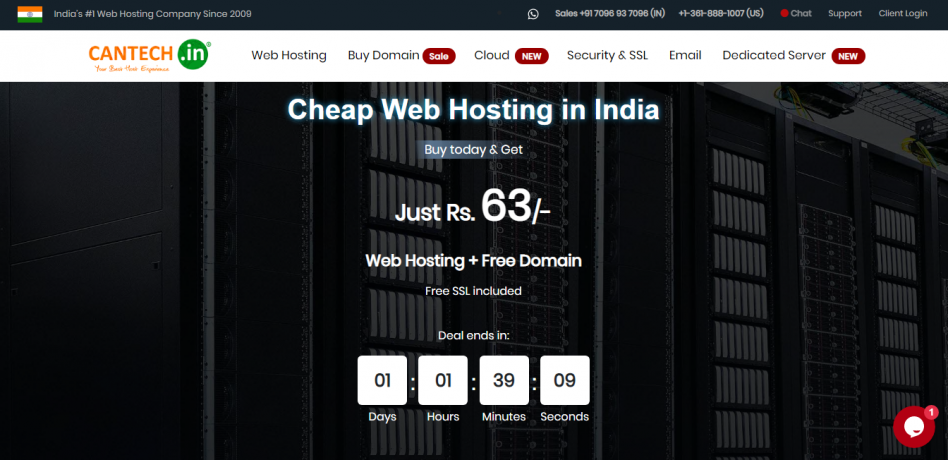 India's #1 Web Hosting Company Since 2009
Sales +91 7096 93 7096 (IN)
+1-361-888-1007 (US)
Chat
Support
Client Login
CANTECH .in®
Your Best Host Experience.
Web Hosting
Buy Domain Sale
Cloud NEW
Security & SSL
Email
Dedicated Server NEW
Cheap Web Hosting in India
Buy today & Get
Just Rs. 63/-
Web Hosting + Free Domain
Free SSL included
Deal ends in:
01 : 01 : 39 : 09
Days Hours Minutes Seconds
1